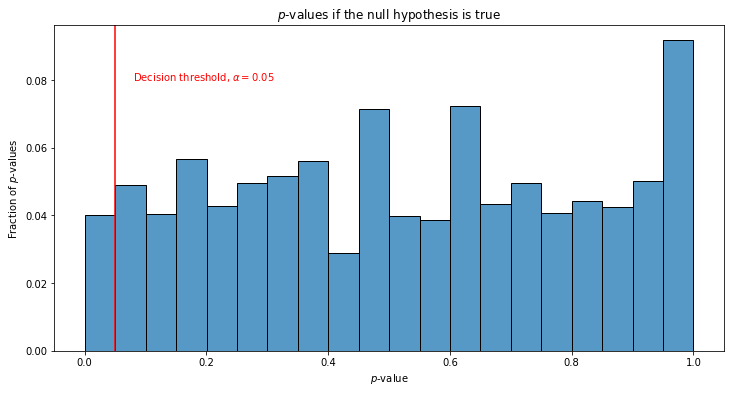 p-values if the null hypothesis is true
Decision threshold, α = 0.05
Fraction of p-values
0.08
0.06
0.04
0.02
0.00
0.0 0.2 0.4 0.6 0.8 1.0
p-value